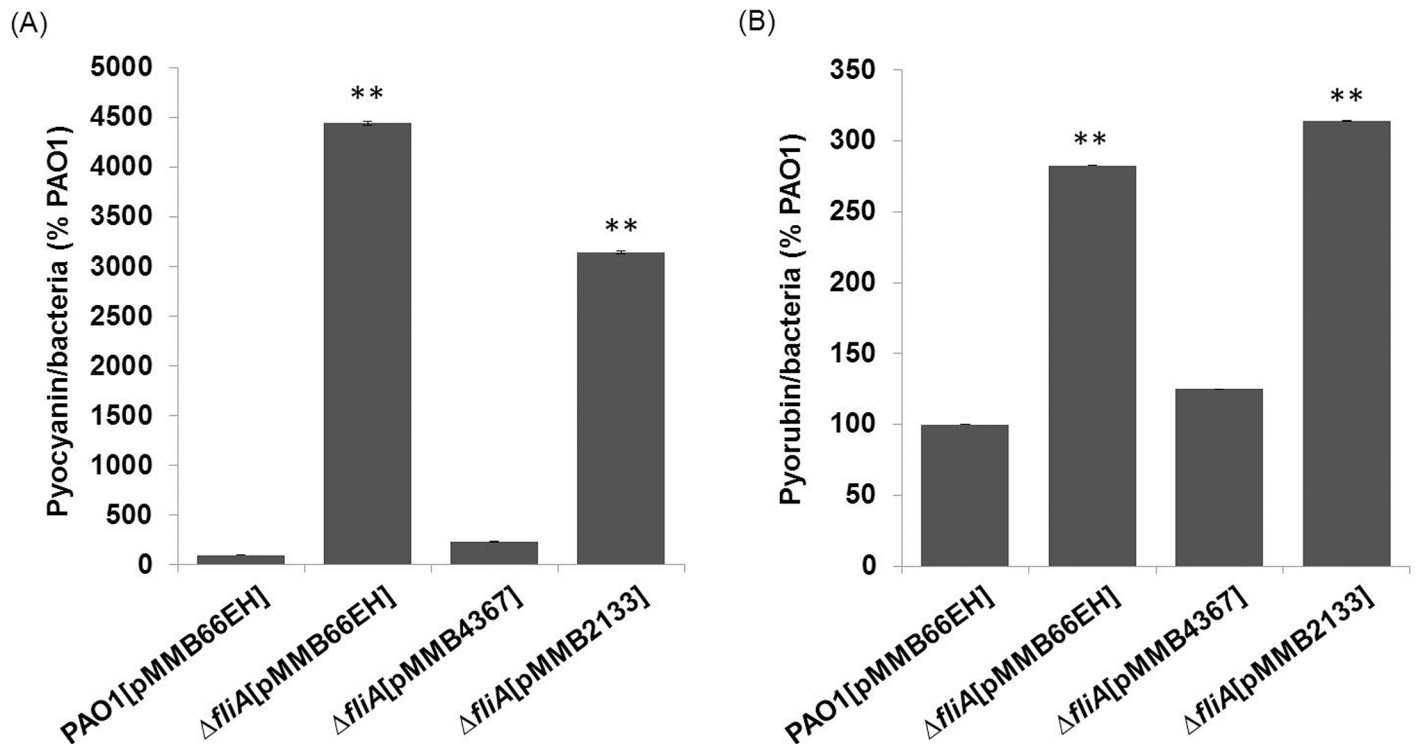 (A)
Pyocyanin/bacteria (% PAO1)
5000
4500
4000
3500
3000
2500
2000
1500
1000
500
0
**
**
PAO1[pMMB66EH]
ΔfliA[pMMB66EH]
ΔfliA[pMMB4367]
ΔfliA[pMMB2133]
(B)
Pyorubin/bacteria (% PAO1)
350
300
250
200
150
100
50
0
**
**
PAO1[pMMB66EH]
ΔfliA[pMMB66EH]
ΔfliA[pMMB4367]
ΔfliA[pMMB2133]